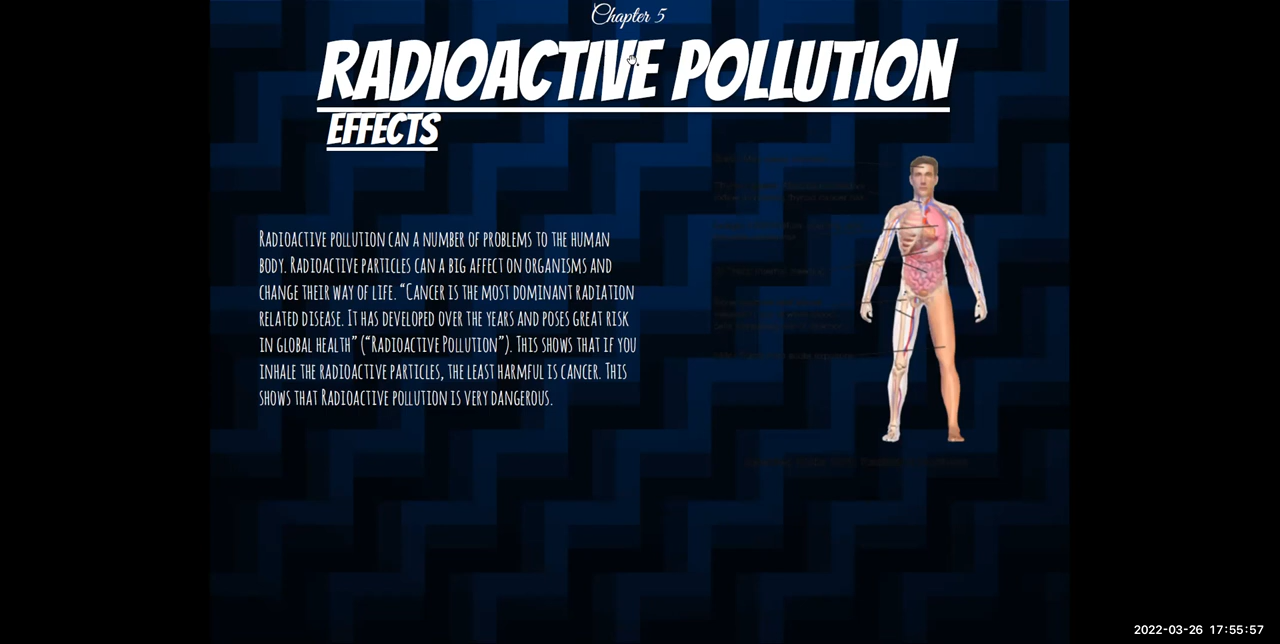 Chapter 5
RADIOACTIVE POLLUTION
EFFECTS
RADIOACTIVE POLLUTION CAN A NUMBER OF PROBLEMS TO THE HUMAN
BODY. RADIOACTIVE PARTICLES CAN A BIG AFFECT ON ORGANISMS AND
CHANGE THEIR WAY OF LIFE. “CANCER IS THE MOST DOMINANT RADIATION
RELATED DISEASE. IT HAS DEVELOPED OVER THE YEARS AND POSES GREAT RISK
IN GLOBAL HEALTH” (“RADIOACTIVE POLLUTION”). THIS SHOWS THAT IF YOU
INHALE THE RADIOACTIVE PARTICLES, THE LEAST HARMFUL IS CANCER. THIS
SHOWS THAT RADIOACTIVE POLLUTION IS VERY DANGEROUS.
2022-03-26 17:55:57